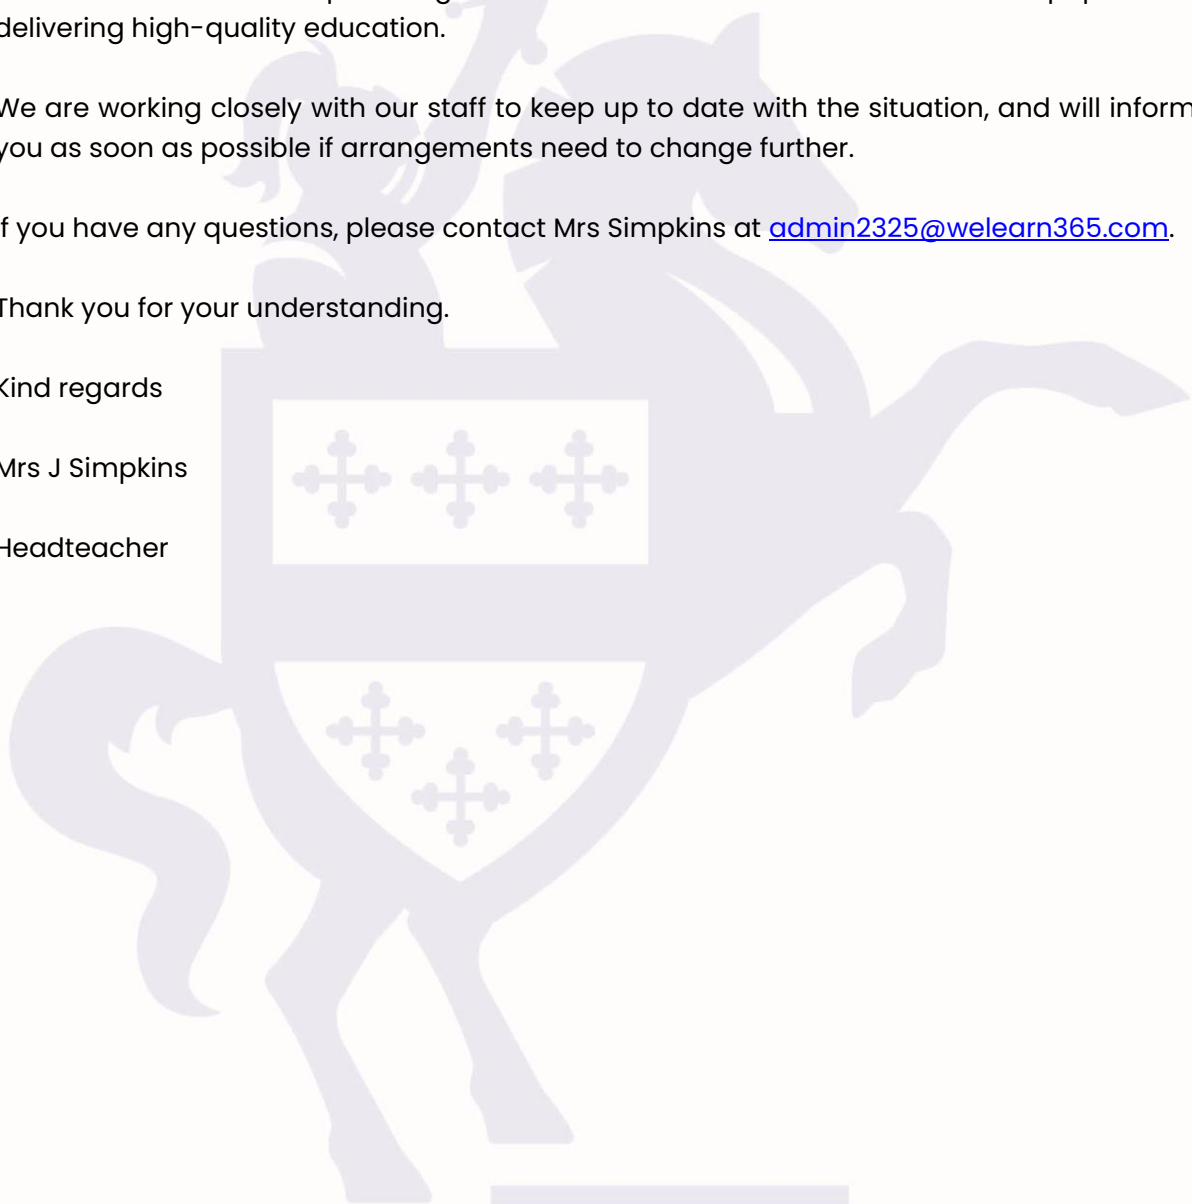 delivering high-quality education.
We are working closely with our staff to keep up to date with the situation, and will inform
you as soon as possible if arrangements need to change further.
If you have any questions, please contact Mrs Simpkins at admin2325@welearn365.com.
Thank you for your understanding.
Kind regards
Mrs J Simpkins
Headteacher